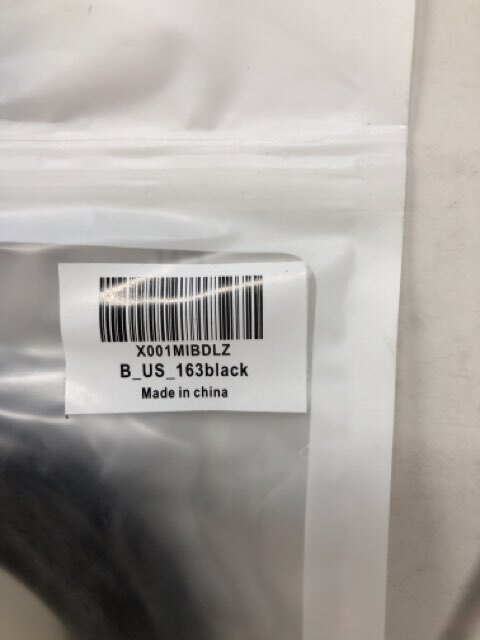 X001MIBDLZ
B_US_163black
Made in china